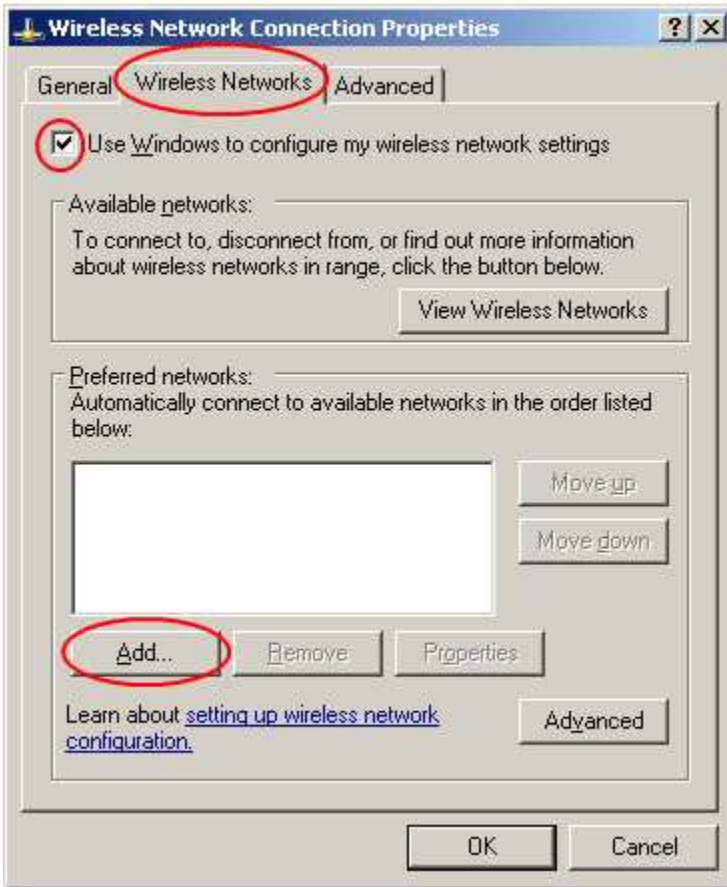 Wireless Network Connection Properties
General Wireless Networks Advanced
Use Windows to configure my wireless network settings
Available networks:
To connect to, disconnect from, or find out more information
about wireless networks in range, click the button below.
View Wireless Networks
Preferred networks:
Automatically connect to available networks in the order listed
below:
Move up
Move down
Add... Remove Properties
Learn about setting up wireless network
configuration.
Advanced
OK Cancel